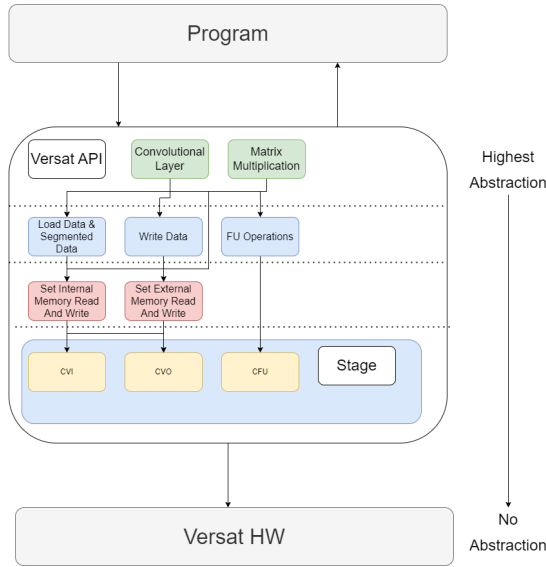 Program
Versat API
Convolutional
Layer
Matrix
Multiplication
Highest
Abstraction
Load Data &
Segmented
Data
Write Data
FU Operations
Set Internal
Memory Read
And Write
Set External
Memory Read
And Write
Stage
CVI
CVO
CFU
No
Abstraction
Versat HW